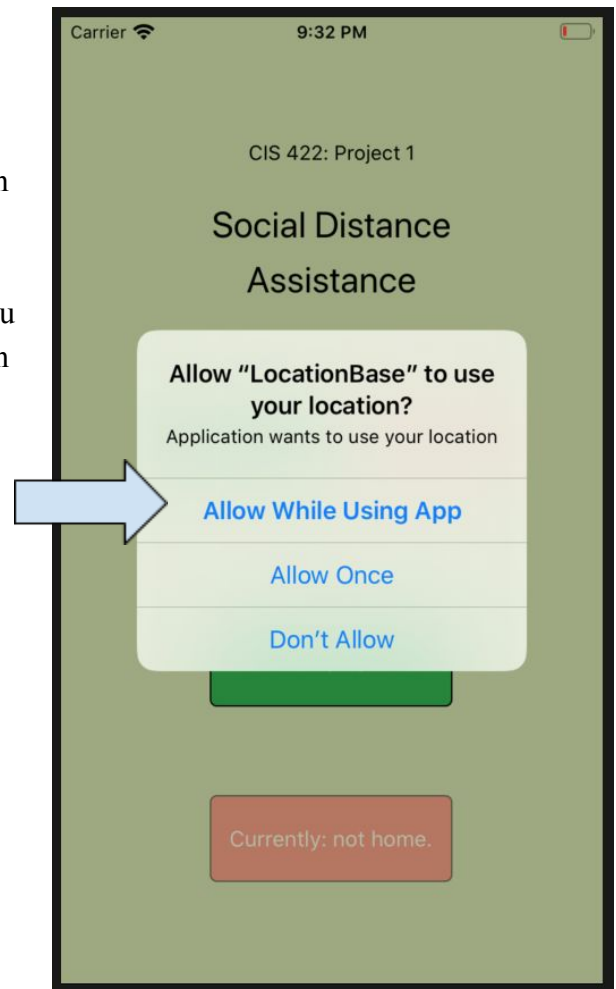 Carrier 9:32 PM
CIS 422: Project 1
Social Distance
Assistance
Allow “LocationBase” to use
your location?
Application wants to use your location
Allow While Using App
Allow Once
Don’t Allow
Currently: not home.